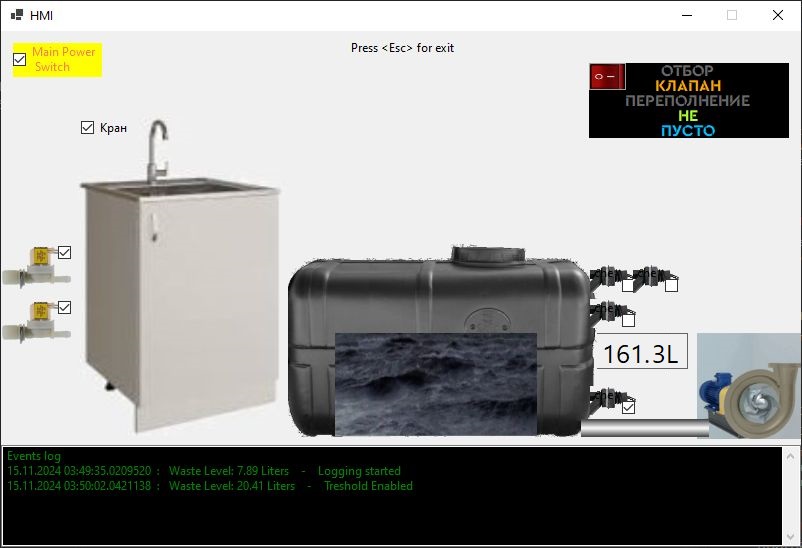 HMI
Press <Esc> for exit
Main Power
Switch
ОТБОР
КЛАПАН
ПЕРЕПОЛНЕНИЕ
НЕ
ПУСТО
Кран
161.3L
Events log
15.11.2024 03:49:35.0209520 : Waste Level: 7.89 Liters - Logging started
15.11.2024 03:50:02.0421138 : Waste Level: 20.41 Liters - Treshold Enabled